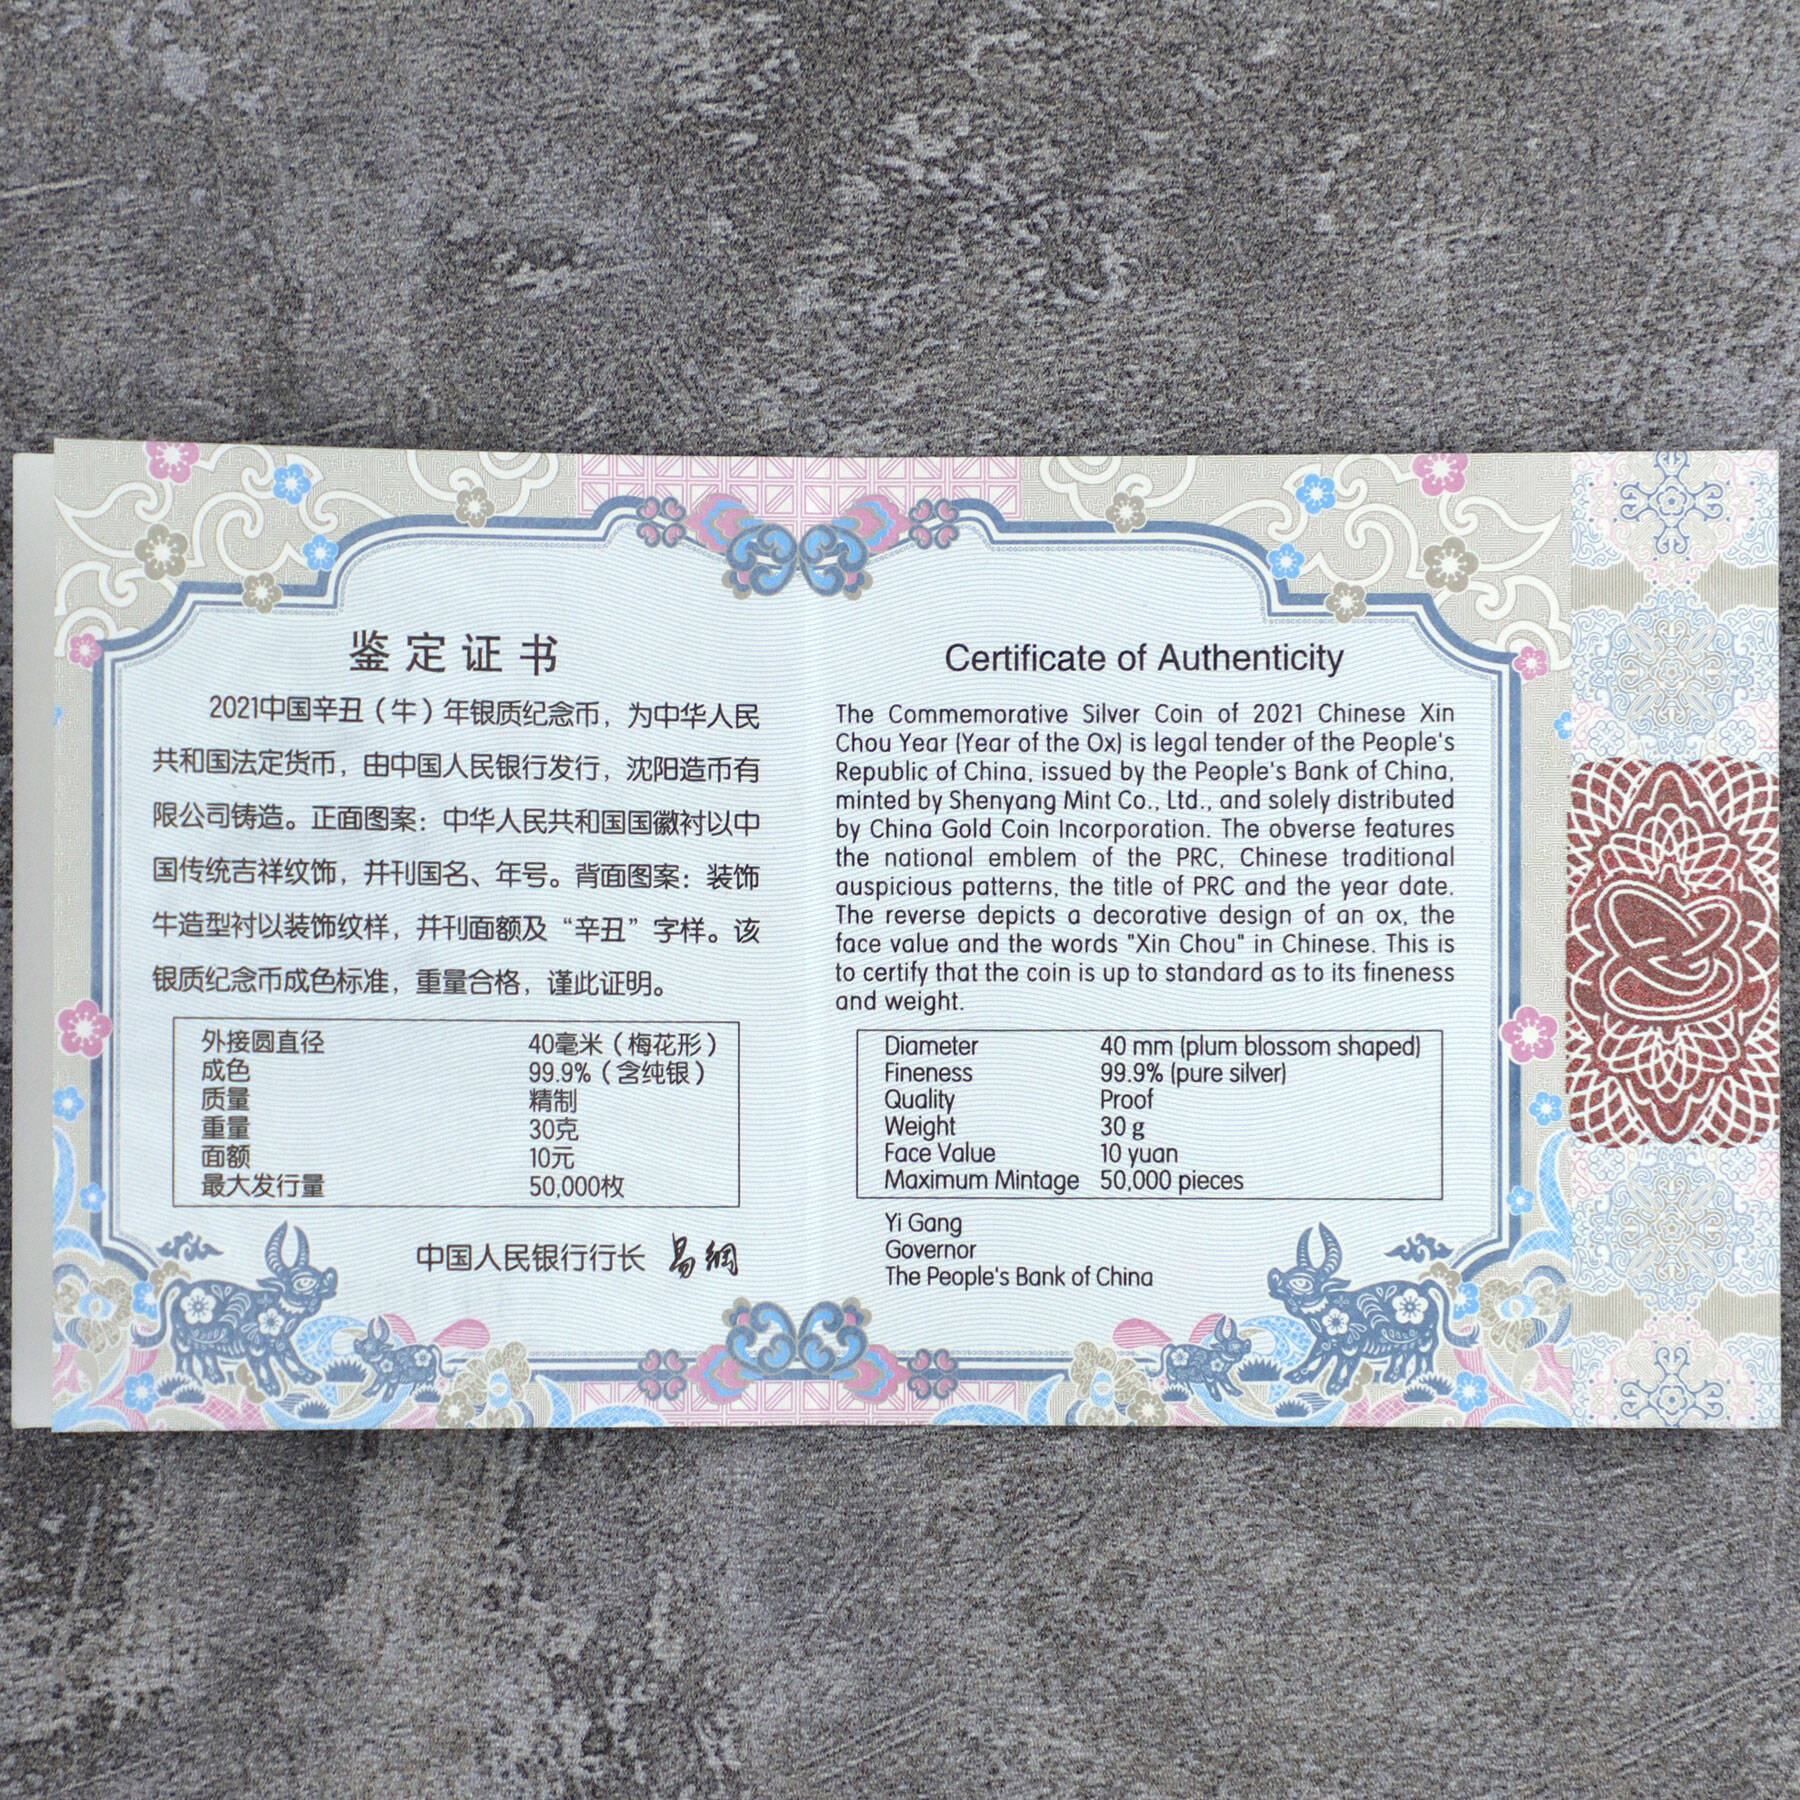 鉴定证书
2021中国辛丑（牛）年银质纪念币，为中华人民
共和国法定货币，由中国人民银行发行，沈阳造币有
限公司铸造。正面图案：中华人民共和国国徽衬以中
国传统吉祥纹饰，并刊国名、年号。背面图案：装饰
牛造型衬以装饰纹样，并刊面额及“辛丑”字样。该
银质纪念币成色标准，重量合格，谨此证明。
外接圆直径 40毫米（梅花形）
成色 99.9%（含纯银）
质量 精制
重量 30克
面额 10元
最大发行量 50,000枚
中国人民银行行长 易纲
Certificate of Authenticity
The Commemorative Silver Coin of 2021 Chinese Xin
Chou Year (Year of the Ox) is legal tender of the People's
Republic of China, issued by the People's Bank of China,
minted by Shenyang Mint Co., Ltd., and solely distributed
by China Gold Coin Incorporation. The obverse features
the national emblem of the PRC, Chinese traditional
auspicious patterns, the title of PRC and the year date.
The reverse depicts a decorative design of an ox, the
face value and the words "Xin Chou" in Chinese. This is
to certify that the coin is up to standard as to its fineness
and weight.
Diameter 40 mm (plum blossom shaped)
Fineness 99.9% (pure silver)
Quality Proof
Weight 30 g
Face Value 10 yuan
Maximum Mintage 50,000 pieces
Yi Gang
Governor
The People's Bank of China